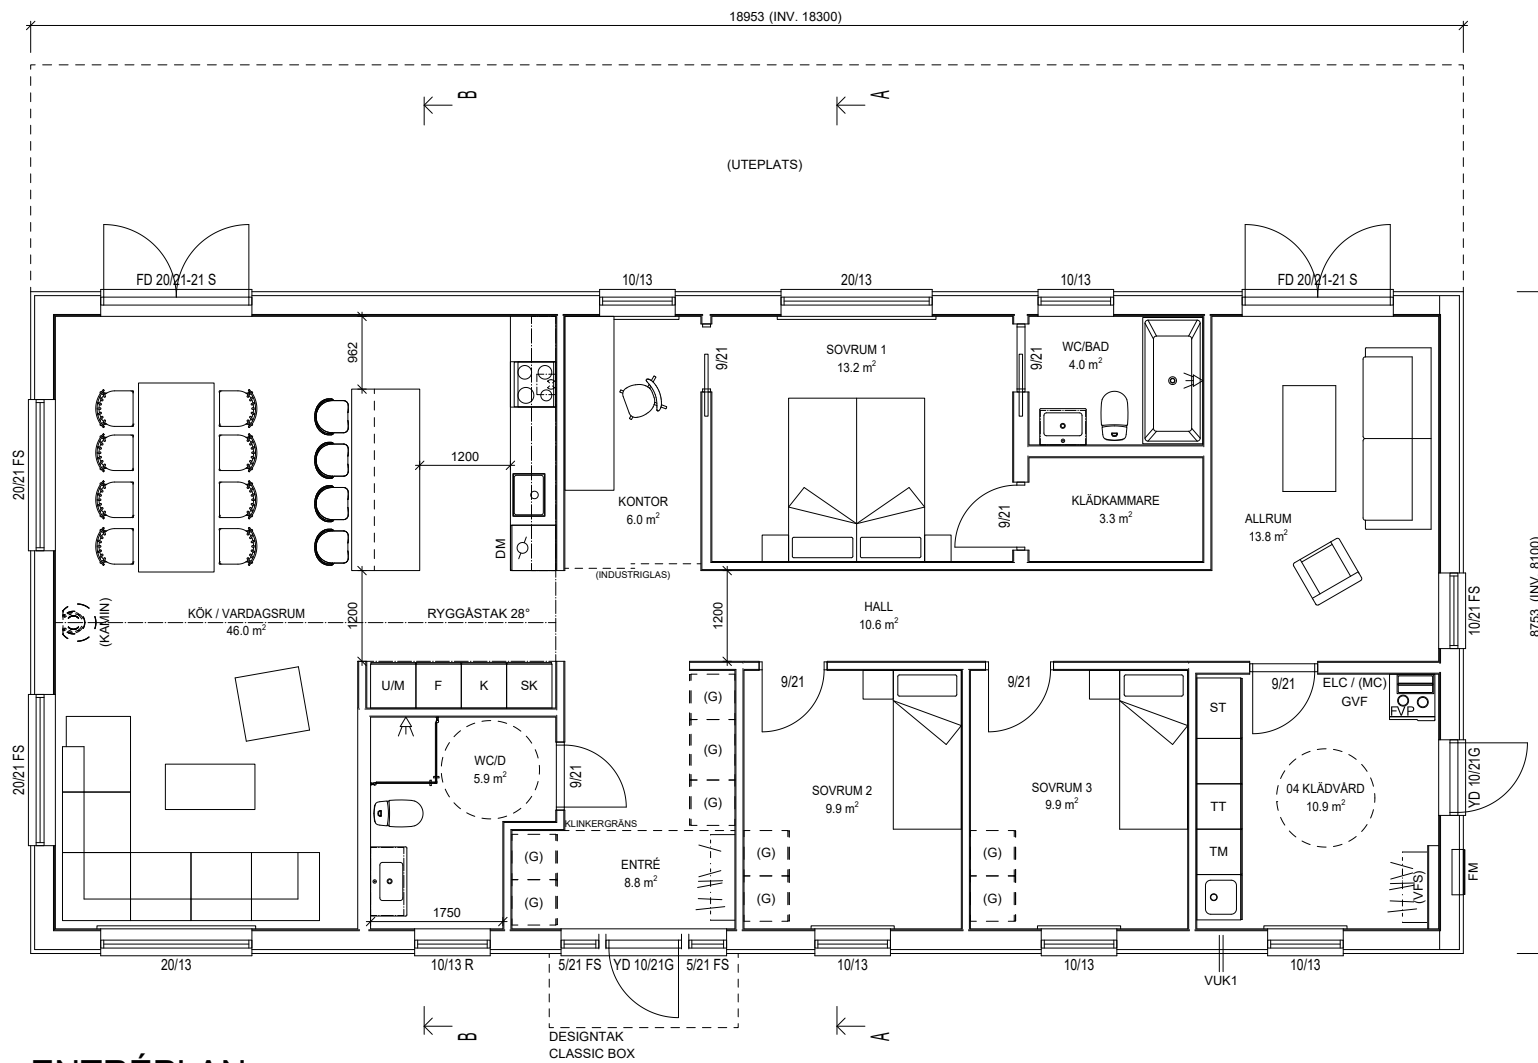 18953 (INV. 18300)
B
A
(UTEPLATS)
FD 20/21-21 S
10/13
20/13
10/13
FD 20/21-21 S
962
9/21
SOVRUM 1
13.2 m²
9/21
WC/BAD
4.0 m²
20/21 FS
1200
KONTOR
6.0 m²
9/21
KLÄDKAMMARE
3.3 m²
ALLRUM
13.8 m²
DM
(INDUSTRIGLAS)
8753 (INV. 8100)
(KAMIN)
KÖK / VARDAGSRUM
46.0 m²
1200
RYGGÅSTAK 28°
1200
HALL
10.6 m²
10/21 FS
U/M
F
K
SK
(G)
9/21
9/21
9/21
ELC / (MC)
GVF
FVP
ST
20/21 FS
WC/D
5.9 m²
9/21
(G)
SOVRUM 2
9.9 m²
SOVRUM 3
9.9 m²
04 KLÄDVÅRD
10.9 m²
YD 10/21G
TT
(G)
KLINKERGRÄNS
TM
(G)
ENTRÉ
8.8 m²
(G)
(G)
(VFS)
FM
(G)
(G)
(G)
1750
20/13
10/13 R
5/21 FS
YD 10/21G
5/21 FS
10/13
10/13
VUK1
10/13
B
A
DESIGNTAK
CLASSIC BOX
ENTRÉPLAN